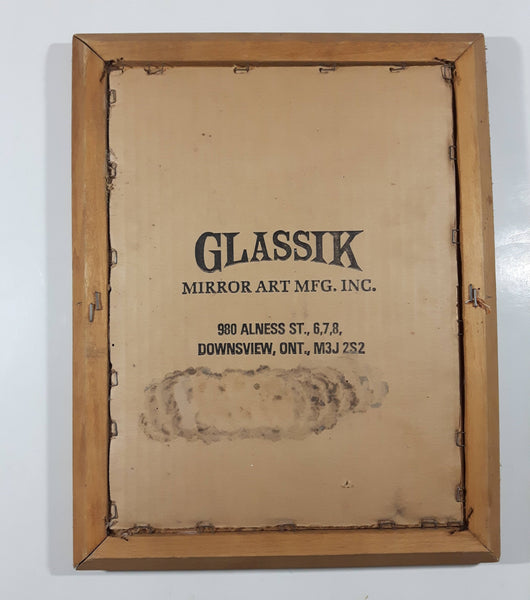 GLASSIK
MIRROR ART MFG. INC.
980 ALNESS ST., 6,7,8,
DOWNSVIEW, ONT., M3J 2S2